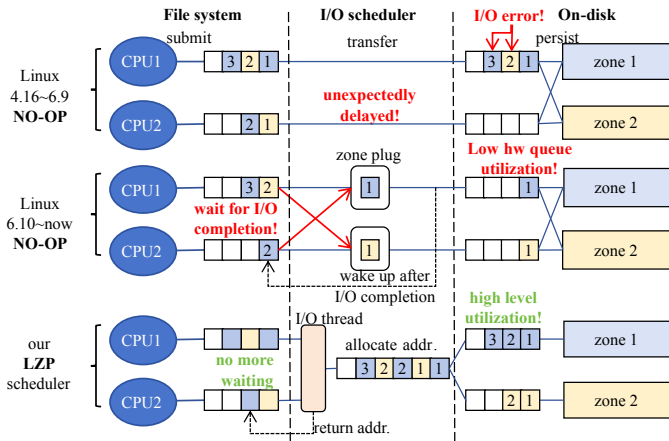 File system
I/O scheduler
On-disk
submit
transfer
persist
I/O error!
Linux
4.16~6.9
NO-OP
CPU1
3 2 1
3 2 1
zone 1
unexpectedly
delayed!
CPU2
2 1
zone 2
Linux
6.10~now
NO-OP
zone plug
Low hw queue
utilization!
CPU1
3 2
1
1
zone 1
wait for I/O
completion!
CPU2
2
1
1
zone 2
wake up after
I/O completion
our
LZP
scheduler
I/O thread
high level
utilization!
CPU1
allocate addr.
3 2 1
zone 1
no more
waiting
3 2 2 1 1
CPU2
2 1
zone 2
return addr.